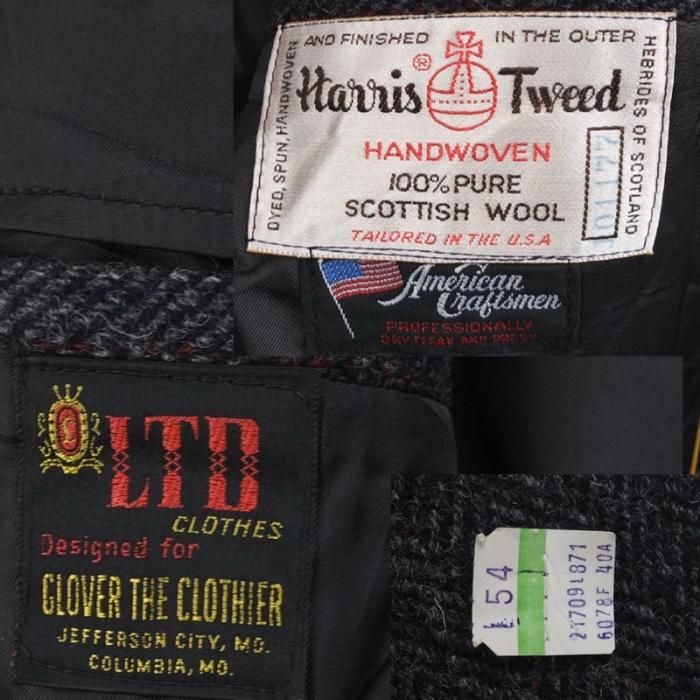 AND FINISHED IN THE OUTER
HEBRIDES OF SCOTLAND
DYED, SPUN, HANDWOVEN
Harris® Tweed
HANDWOVEN
100% PURE
SCOTTISH WOOL
TAILORED IN THE U.S.A
101177
American
Craftsmen
PROFESSIONALLY
DRY CLEAN AND PRESS
LTD
CLOTHES
Designed for
GLOVER THE CLOTHIER
JEFFERSON CITY, MO.
COLUMBIA, MO.
L 54
2T709L871
6078F 40A